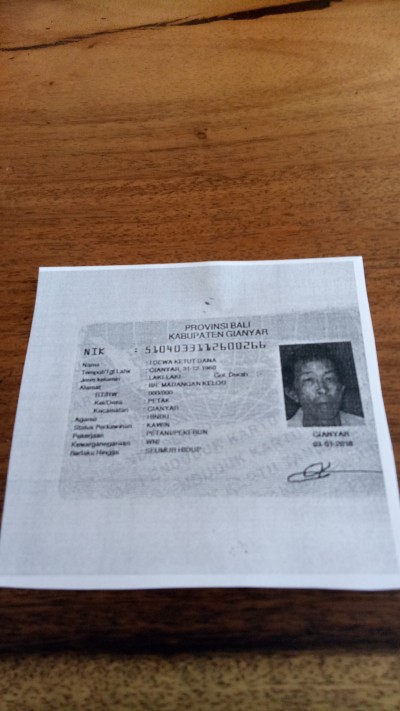 PROVINSI BALI
KABUPATEN GIANYAR
NIK : 5104033112600266
Nama : I DEWA KETUT GANA
Tempat/Tgl Lahir : GIANYAR, 31-12-1960
Jenis kelamin : LAKI-LAKI Gol. Darah
Alamat : BR. MADANGAN KELOD
RT/RW : 000/000
Kel/Desa : PETAK
Kecamatan : GIANYAR
Agama : HINDU
Status Perkawinan : KAWIN
Pekerjaan : PETANI/PEKEBUN
Kewarganegaraan : WNI
Berlaku Hingga : SEUMUR HIDUP
GIANYAR
03-01-2018